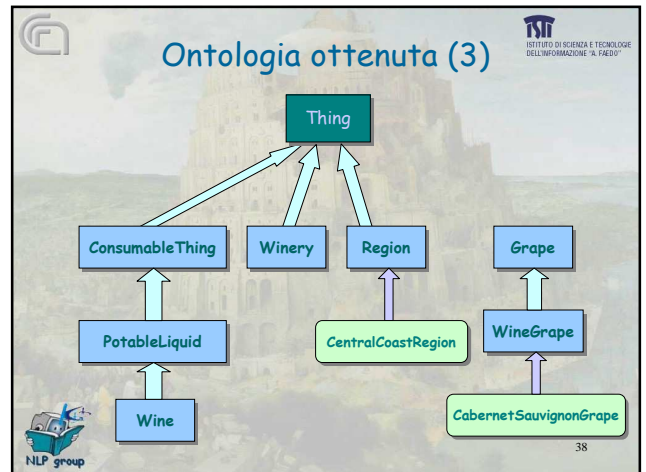 Ontologia ottenuta (3)
ISTITUTO DI SCIENZA E TECNOLOGIE
DELL'INFORMAZIONE "A. FAEDO"
Thing
ConsumableThing
Winery
Region
Grape
PotableLiquid
CentralCoastRegion
WineGrape
Wine
CabernetSauvignonGrape
NLP group
38